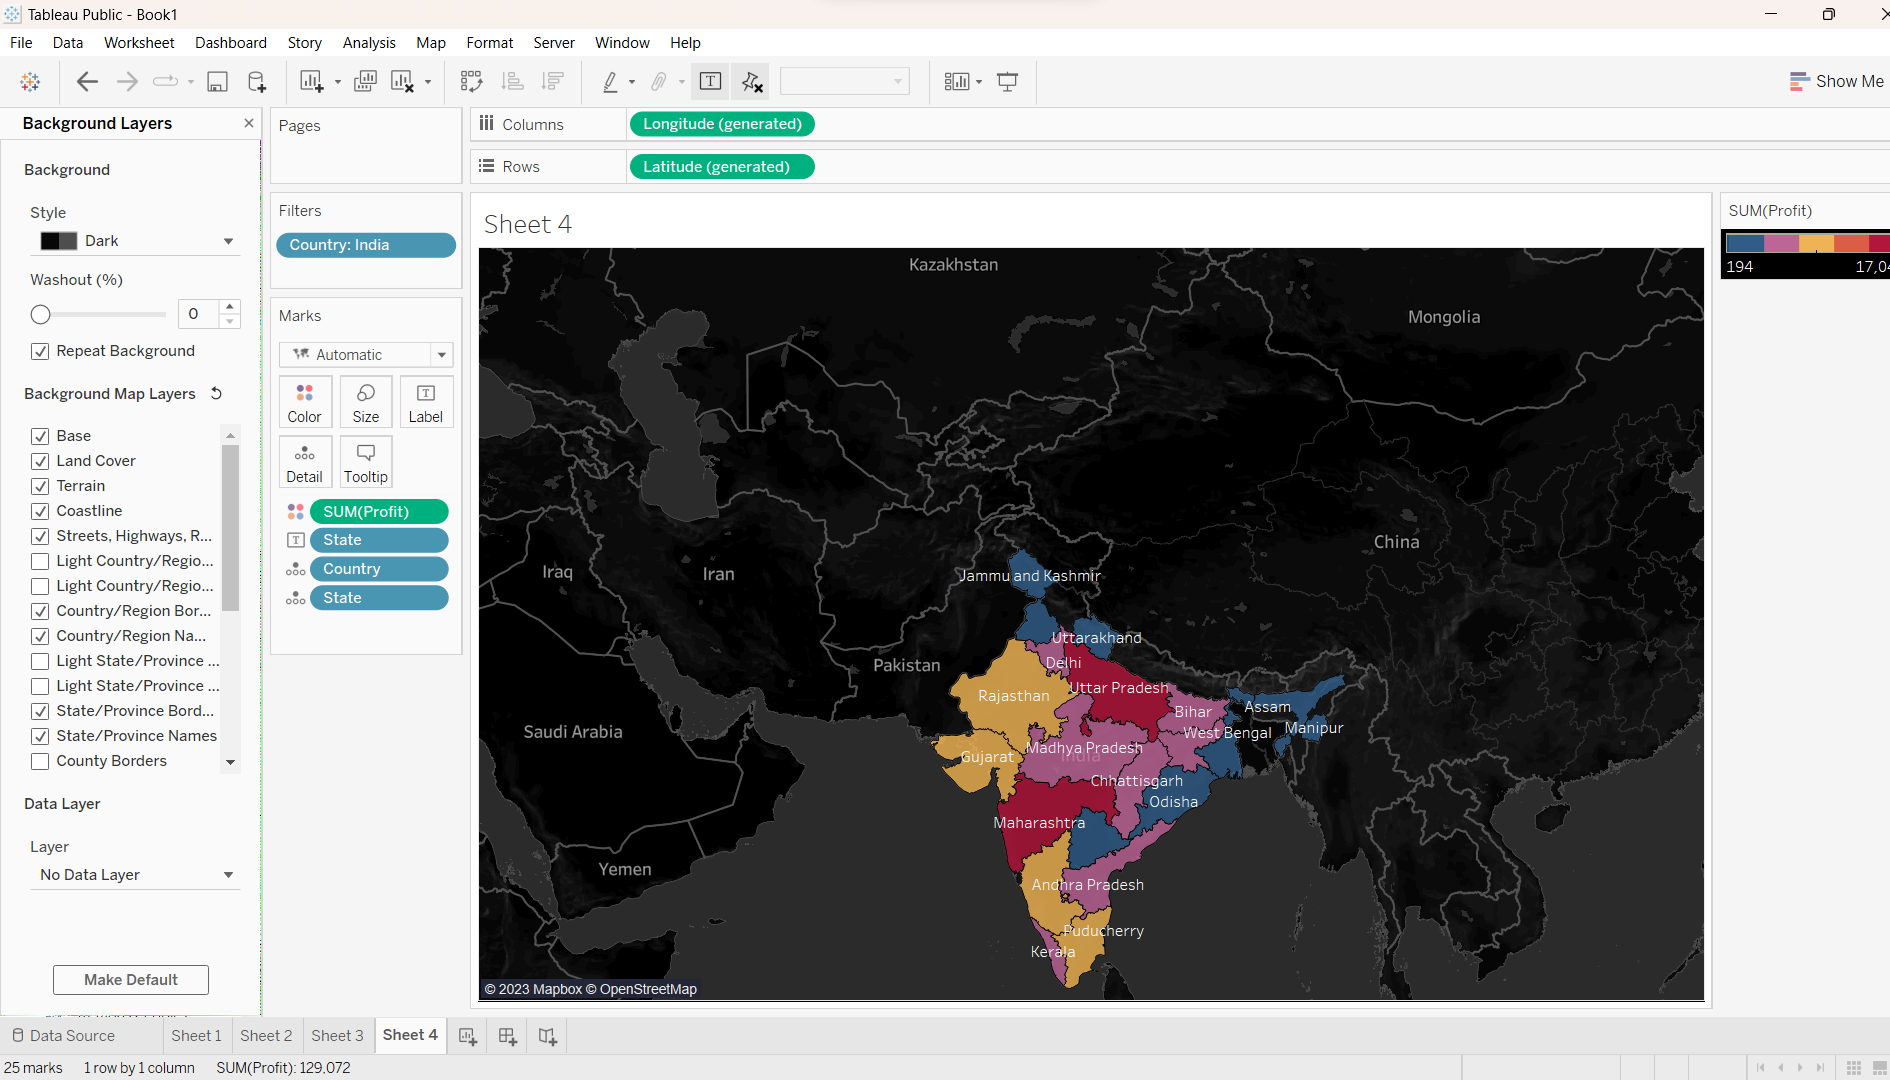 Tableau Public - Book1
File Data Worksheet Dashboard Story Analysis Map Format Server Window Help
Show Me
Background Layers
Background
Style
Dark
Washout (%)
0
Repeat Background
Background Map Layers
Base
Land Cover
Terrain
Coastline
Streets, Highways, R...
Light Country/Regio...
Light Country/Regio...
Country/Region Bor...
Country/Region Na...
Light State/Province ...
Light State/Province ...
State/Province Bord...
State/Province Names
County Borders
Data Layer
Layer
No Data Layer
Make Default
Pages
Filters
Country: India
Marks
Automatic
Color Size Label
Detail Tooltip
SUM(Profit)
State
Country
State
Columns Longitude (generated)
Rows Latitude (generated)
Sheet 4
Kazakhstan
Mongolia
China
Iraq
Iran
Jammu and Kashmir
Uttarakhand
Pakistan
Delhi
Uttar Pradesh
Rajasthan
Assam
Bihar
Manipur
Saudi Arabia
West Bengal
Madhya Pradesh
Gujarat
India
Chhattisgarh
Odisha
Maharashtra
Yemen
Andhra Pradesh
Puducherry
Kerala
© 2023 Mapbox © OpenStreetMap
SUM(Profit)
194 17,04
Data Source Sheet 1 Sheet 2 Sheet 3 Sheet 4
25 marks 1 row by 1 column SUM(Profit): 129,072